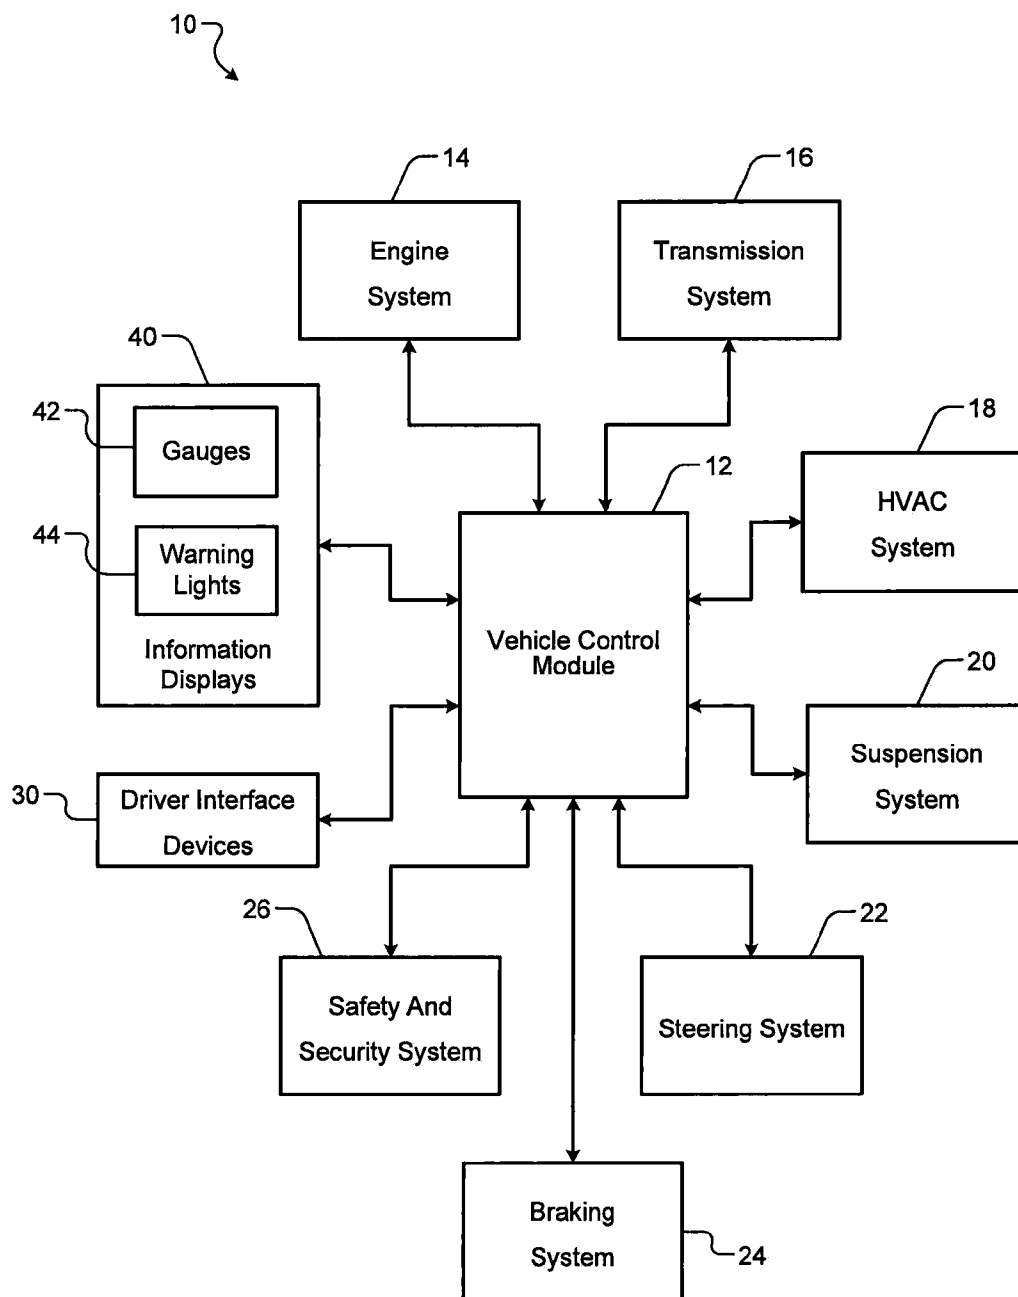 10
14
16
Engine
System
Transmission
System
40
42
Gauges
44
Warning
Lights
Information
Displays
12
Vehicle Control
Module
18
HVAC
System
20
Suspension
System
30
Driver Interface
Devices
26
Safety And
Security System
22
Steering System
Braking
System
24